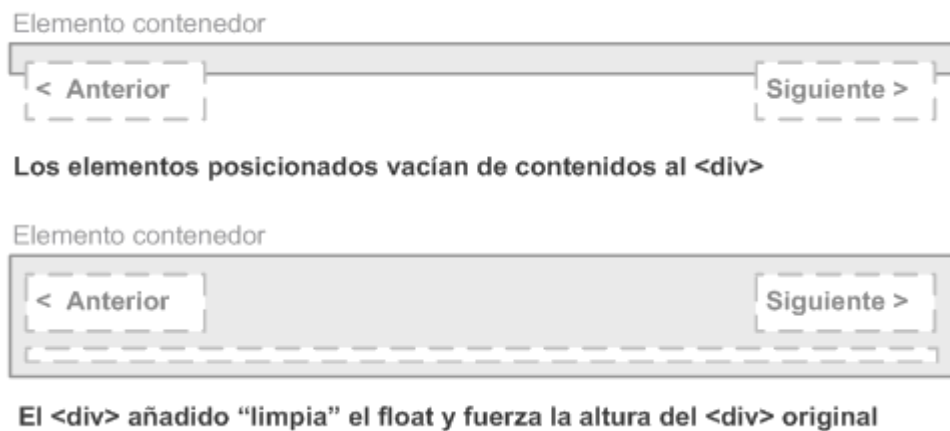 Elemento contenedor
< Anterior
Siguiente >
Los elementos posicionados vacían de contenidos al <div>
Elemento contenedor
< Anterior
Siguiente >
El <div> añadido “limpia” el float y fuerza la altura del <div> original